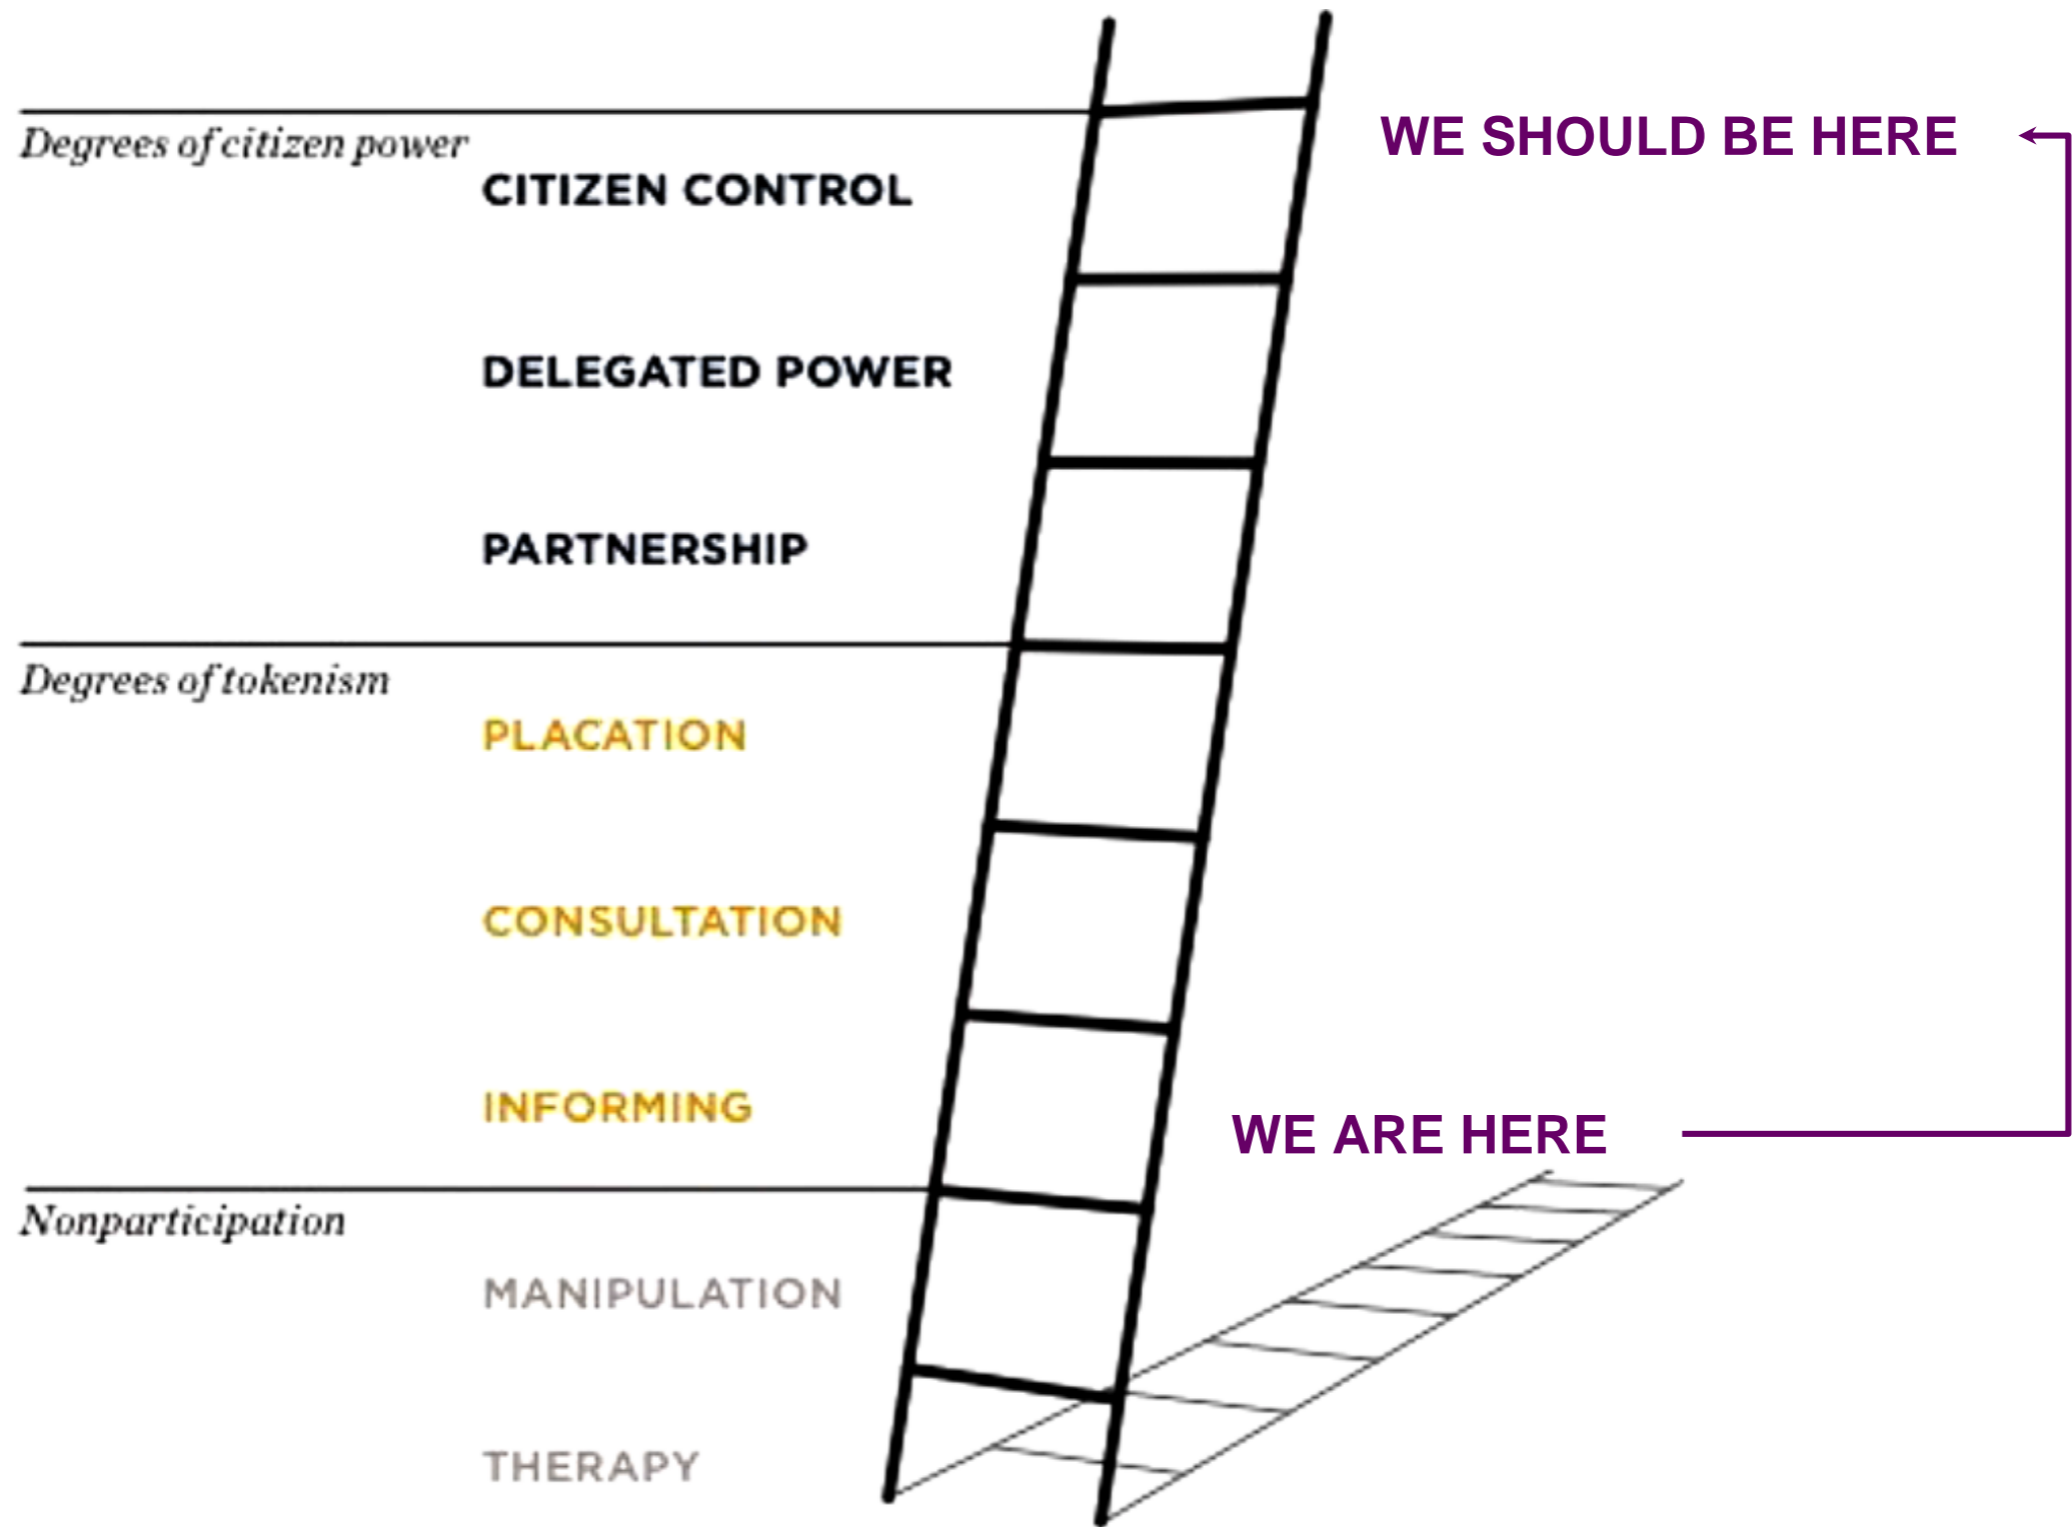 Degrees of citizen power
WE SHOULD BE HERE
CITIZEN CONTROL
DELEGATED POWER
PARTNERSHIP
Degrees of tokenism
PLACATION
CONSULTATION
INFORMING
WE ARE HERE
Nonparticipation
MANIPULATION
THERAPY